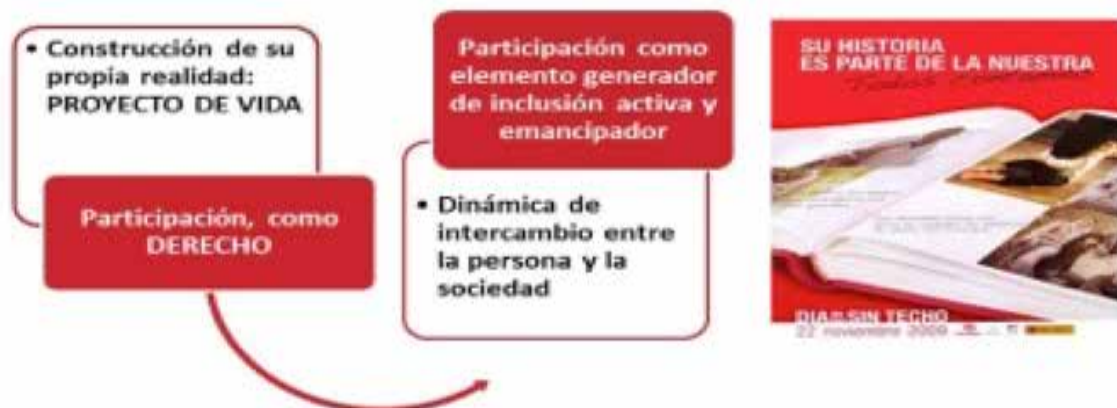 • Construcción de su
propia realidad:
PROYECTO DE VIDA
Participación, como
DERECHO
Participación como
elemento generador
de inclusión activa y
emancipador
• Dinámica de
intercambio entre
la persona y la
sociedad
SU HISTORIA
ES PARTE DE LA NUESTRA
SIN TECHO
22 noviembre 2009